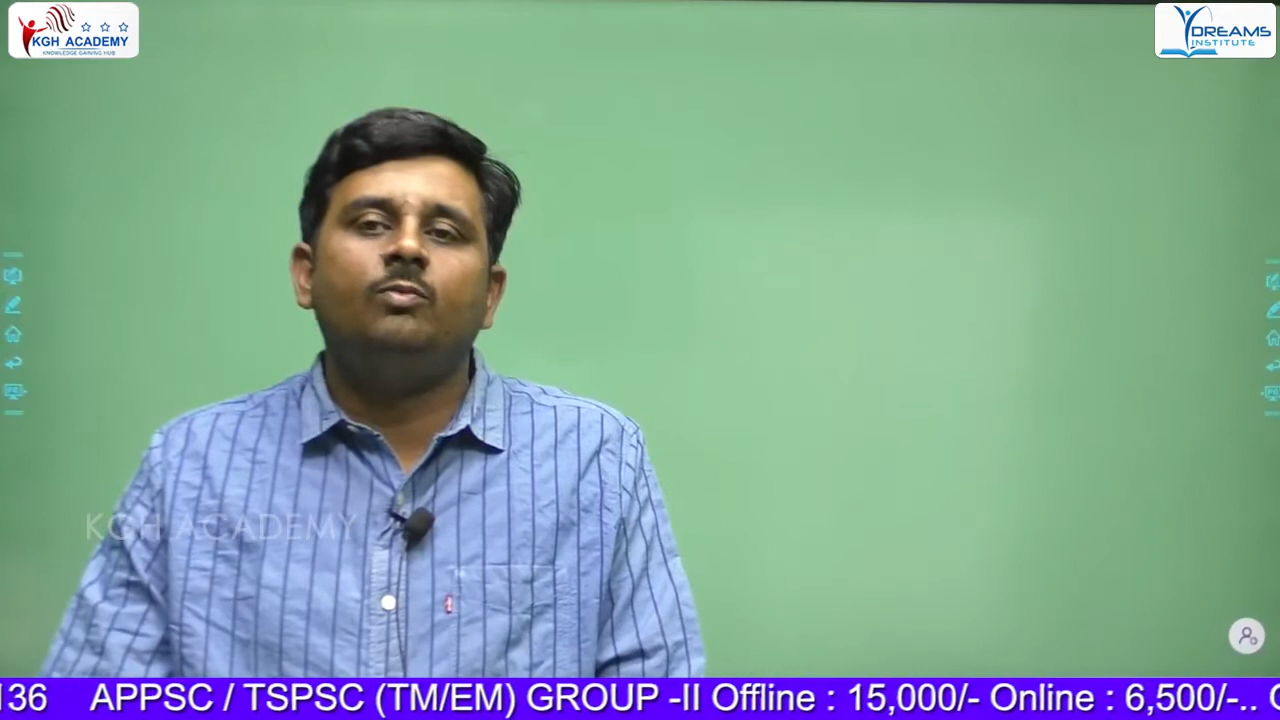 KGH ACADEMY
KNOWLEDGE GAINING HUB
DREAMS
INSTITUTE
KGH ACADEMY
136 APPSC / TSPSC (TM/EM) GROUP -II Offline : 15,000/- Online : 6,500/-..